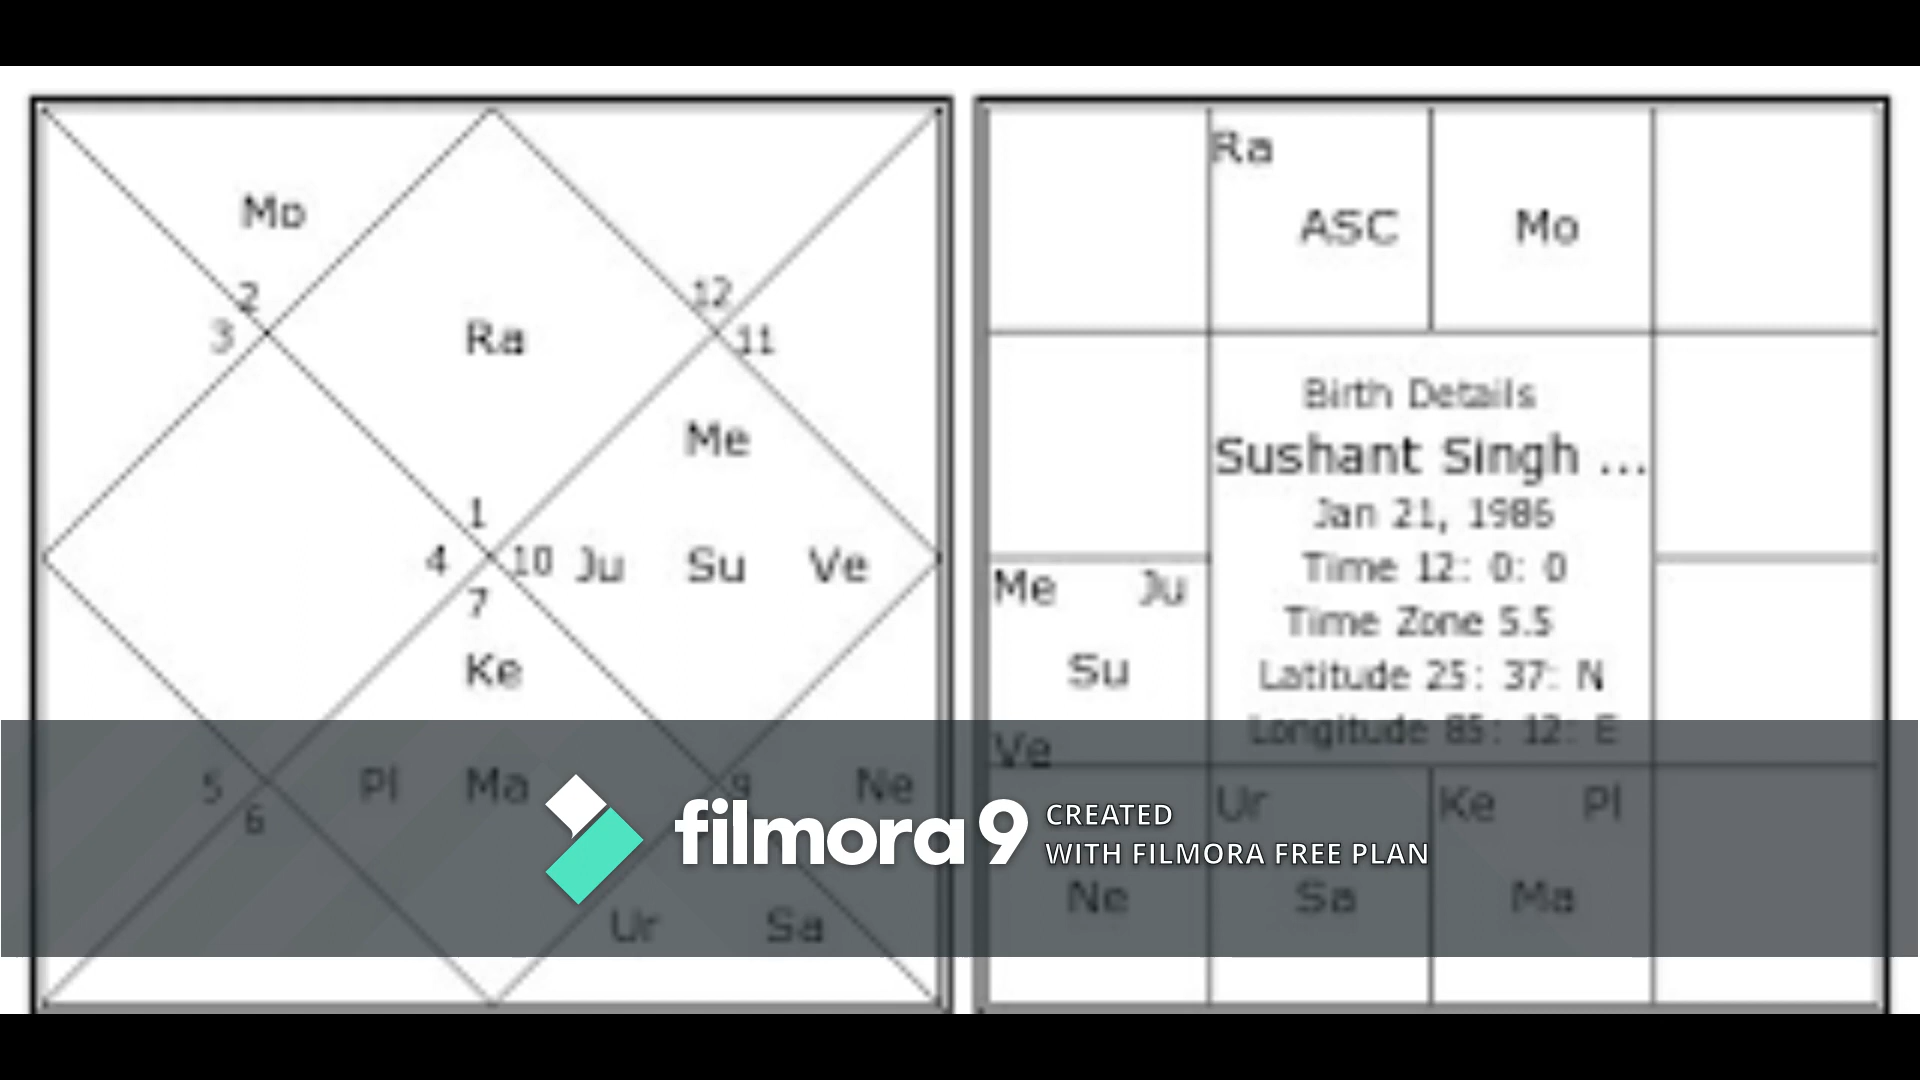 Mo
2
3
Ra
12
11
Me
1
4
10 Ju Su Ve
7
Ke
5
6
Pl Ma
9
Ne
Ur Sa
Ra
ASC
Mo
Birth Details
Sushant Singh ...
Jan 21, 1986
Time 12: 0: 0
Time Zone 5.5
Latitude 25: 37: N
Longitude 85: 12: E
Me Ju
Su
Ve
Ne
Ur
Sa
Ke Pl
Ma
filmora9
CREATED
WITH FILMORA FREE PLAN